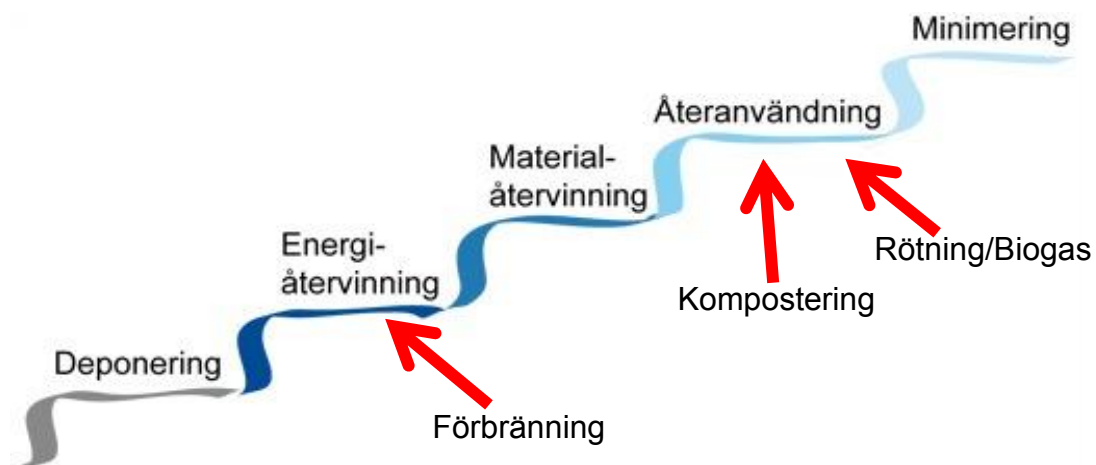 Minimering
Återanvändning
Material-
återvinning
Rötning/Biogas
Energi-
återvinning
Kompostering
Deponering
Förbränning